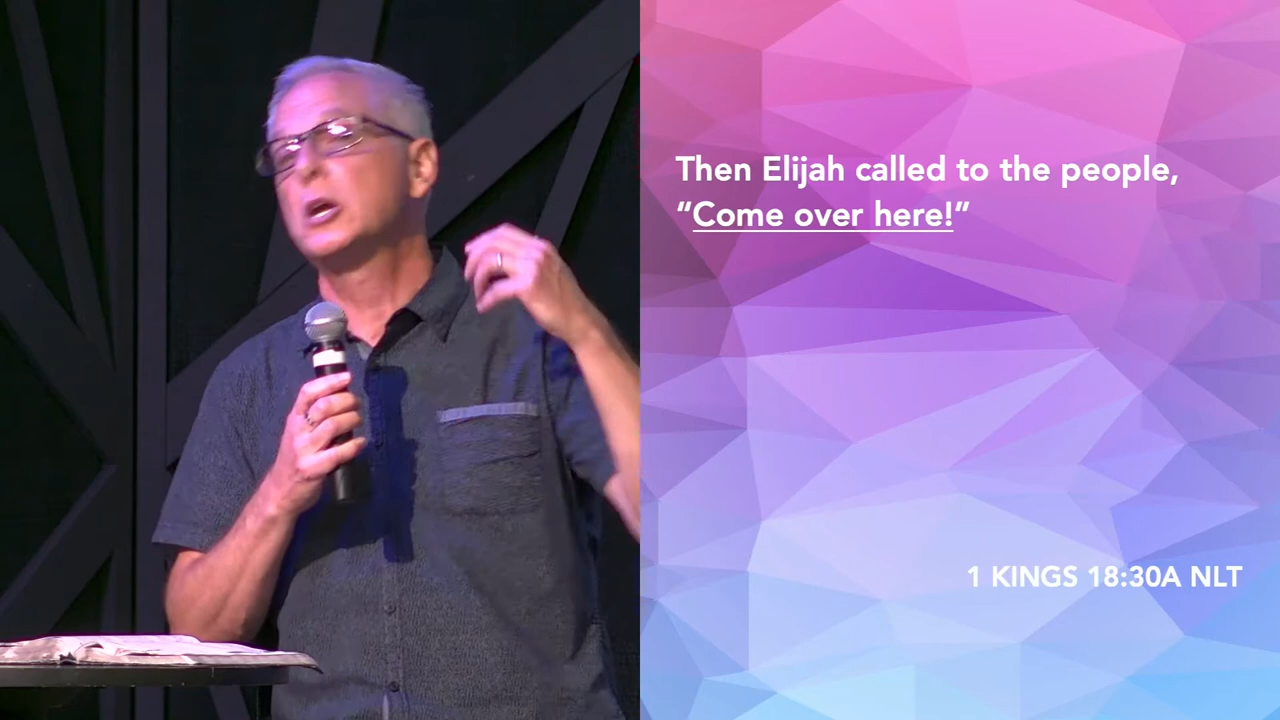 Then Elijah called to the people,
“Come over here!”
1 KINGS 18:30A NLT